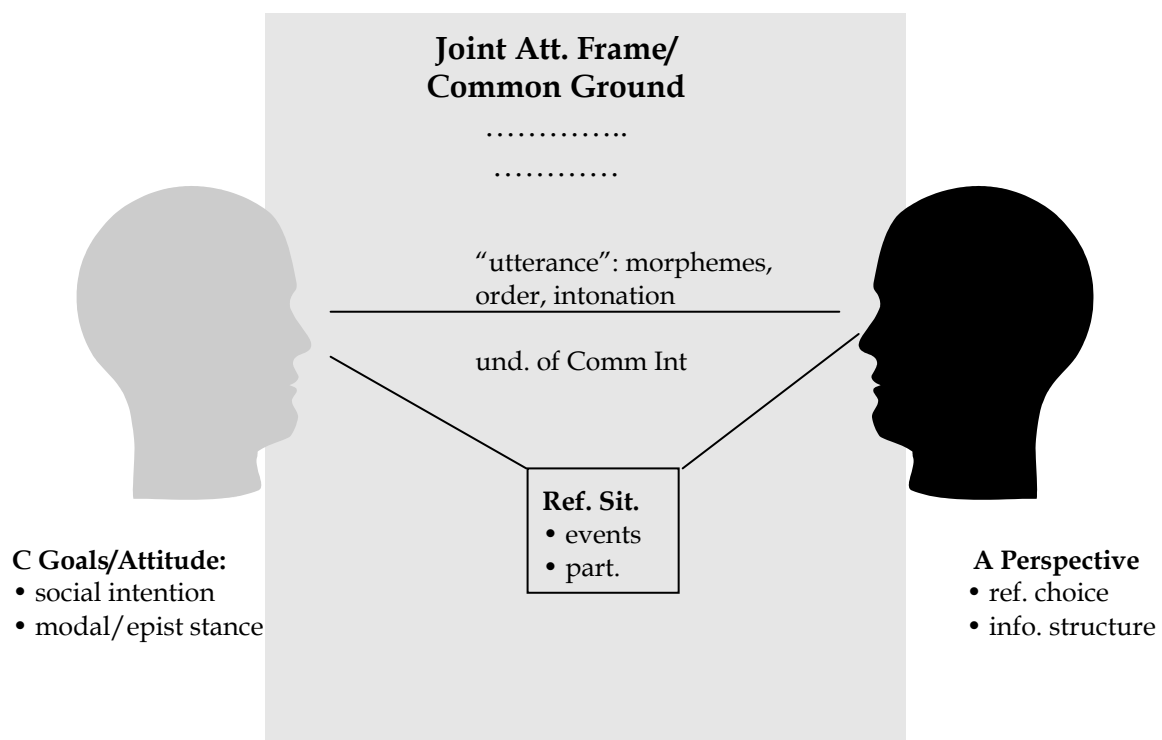 Joint Att. Frame/
Common Ground
…………..
…………
“utterance”: morphemes,
order, intonation
und. of Comm Int
Ref. Sit.
• events
• part.
C Goals/Attitude:
• social intention
• modal/epist stance
A Perspective
• ref. choice
• info. structure